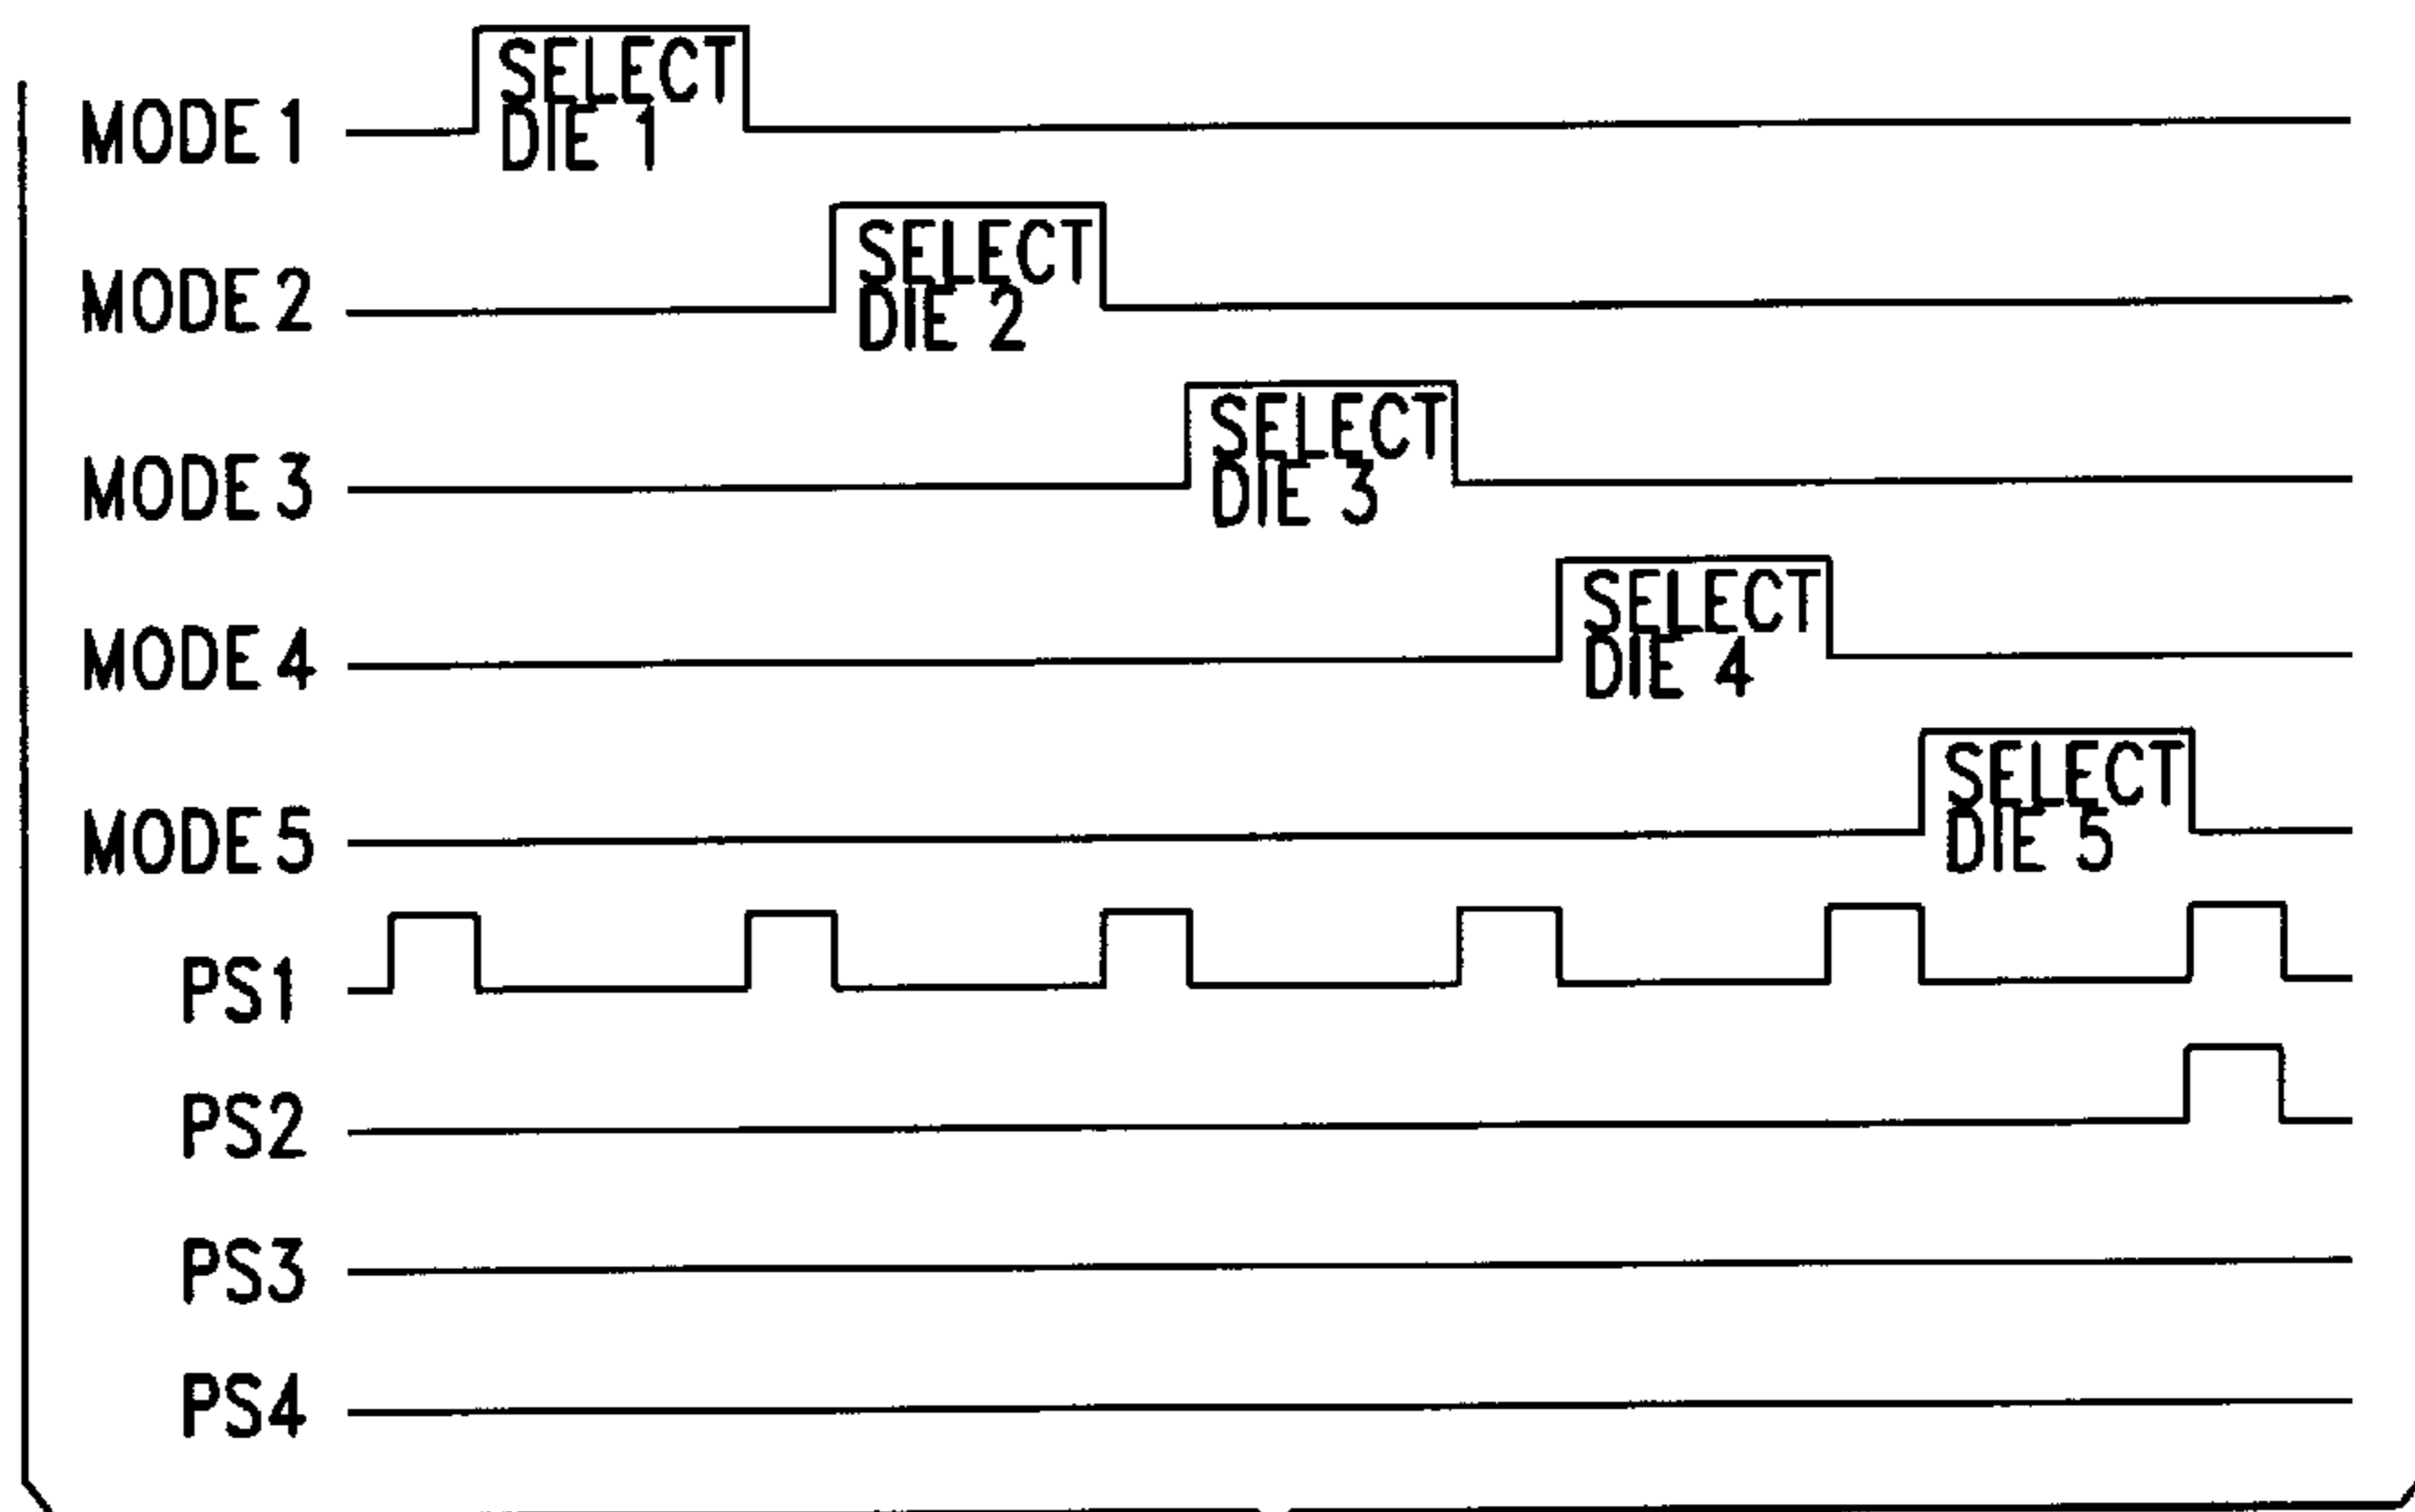 SELECT
DIE 1
MODE 1
SELECT
DIE 2
MODE 2
SELECT
DIE 3
MODE 3
SELECT
DIE 4
MODE 4
SELECT
DIE 5
MODE 5
PS1
PS2
PS3
PS4